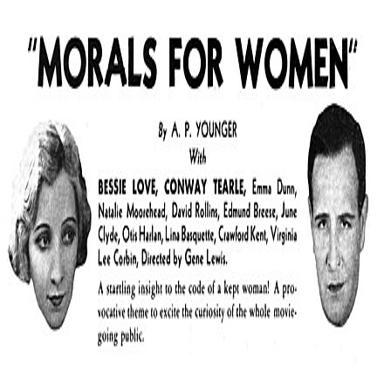 "MORALS FOR WOMEN"
By A. P. YOUNGER
With
BESSIE LOVE, CONWAY TEARLE, Emma Dunn,
Natalie Moorehead, David Rollins, Edmund Breese, June
Clyde, Otis Harlan, Lina Basquette, Crawford Kent, Virginia
Lee Corbin, Directed by Gene Lewis.
A startling insight to the code of a kept woman! A pro-
vocative theme to excite the curiosity of the whole movie-
going public.